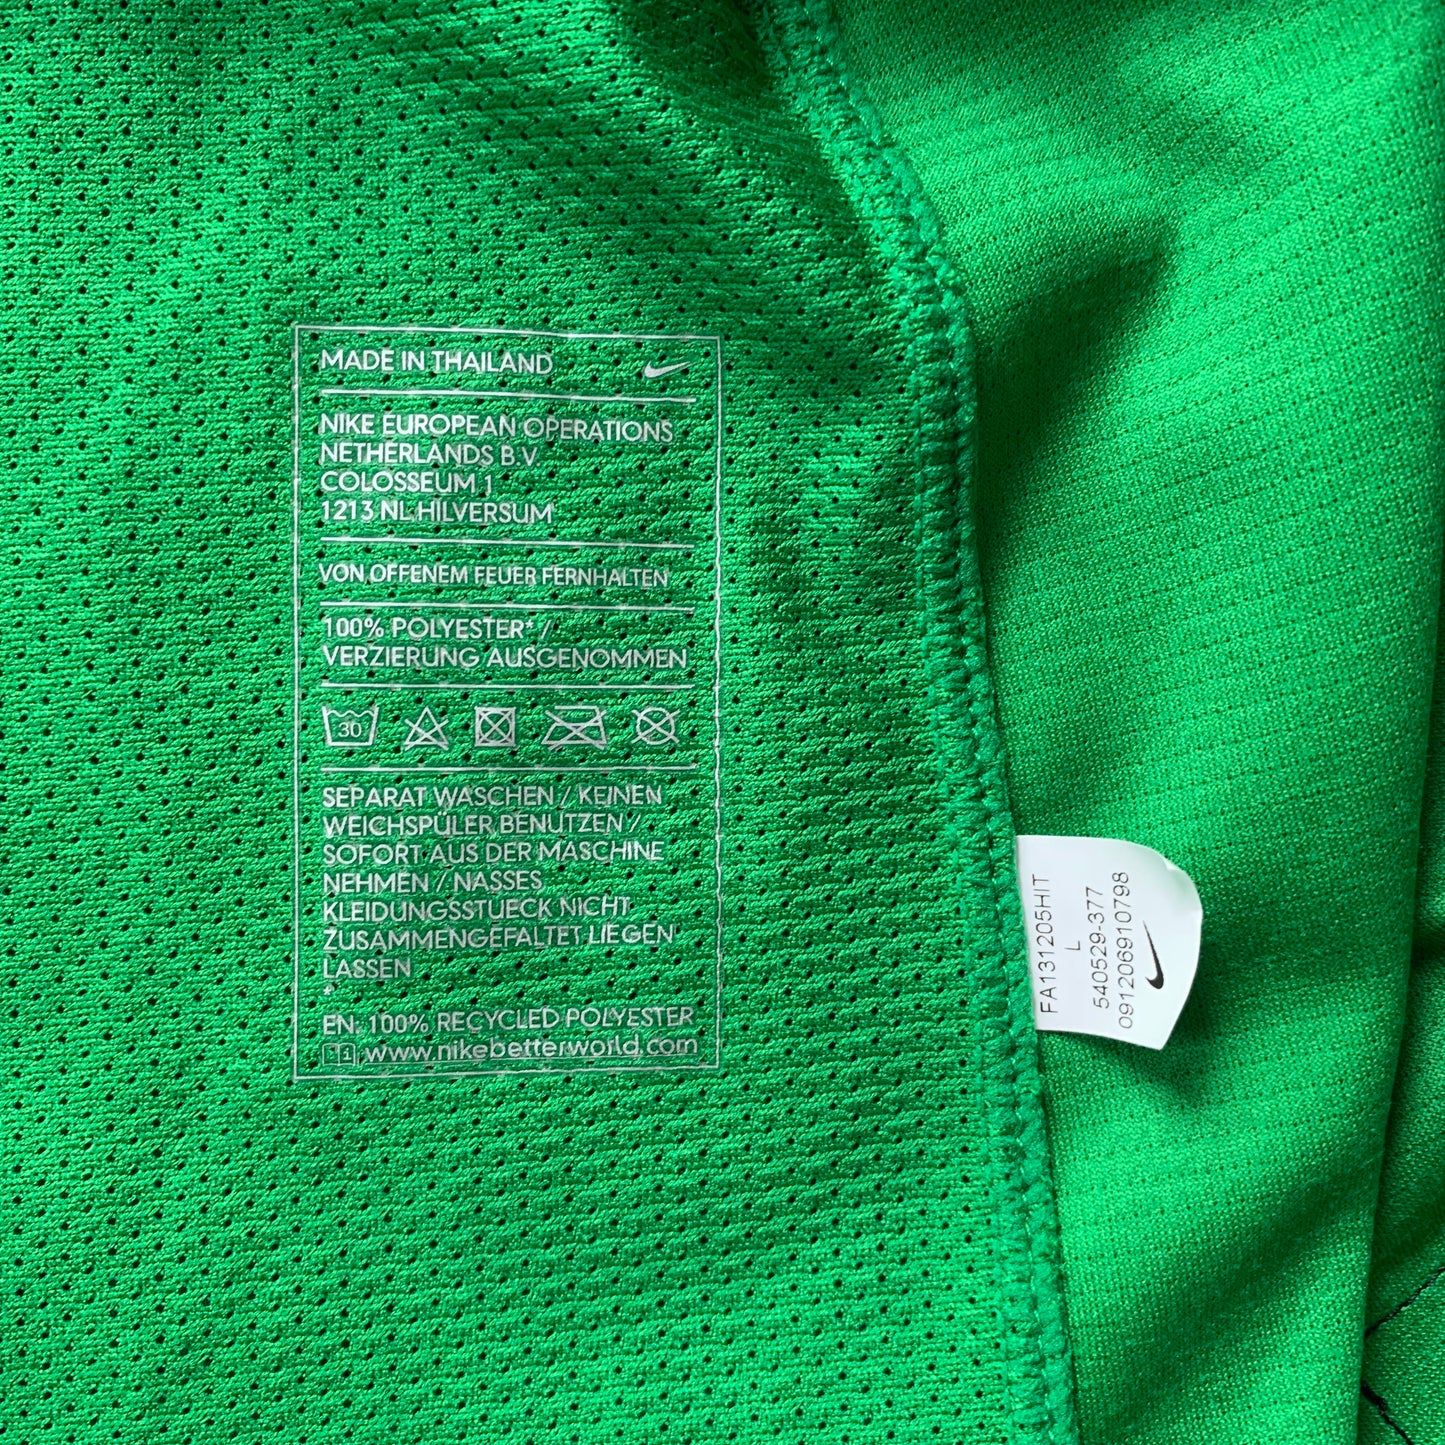 MADE IN THAILAND
NIKE EUROPEAN OPERATIONS
NETHERLANDS B.V.
COLOSSEUM 1
1213 NL HILVERSUM
VON OFFENEM FEUER FERNHALTEN
100% POLYESTER* /
VERZIERUNG AUSGENOMMEN
30
SEPARAT WASCHEN / KEINEN
WEICHSPÜLER BENUTZEN /
SOFORT AUS DER MASCHINE
NEHMEN / NASSES
KLEIDUNGSSTUECK NICHT
ZUSAMMENGEFALTET LIEGEN
LASSEN
*
EN: 100% RECYCLED POLYESTER
www.nikebetterworld.com
FA131205HIT
L
540529-377
0912069107​98